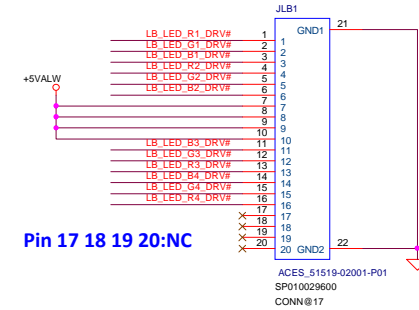 JLB1
LB_LED_R1_DRV# 1 1 GND1 21
LB_LED_G1_DRV# 2 2
LB_LED_B1_DRV# 3 3
LB_LED_R2_DRV# 4 4
LB_LED_G2_DRV# 5 5
LB_LED_B2_DRV# 6 6
+5VALW
7 7
8 8
9 9
10 10
LB_LED_B3_DRV# 11 11
LB_LED_G3_DRV# 12 12
LB_LED_R3_DRV# 13 13
LB_LED_B4_DRV# 14 14
LB_LED_G4_DRV# 15 15
LB_LED_R4_DRV# 16 16
17 17
18 18
19 19
20 20 GND2 22
Pin 17 18 19 20:NC
ACES_51519-02001-P01
SP010029600
CONN@17